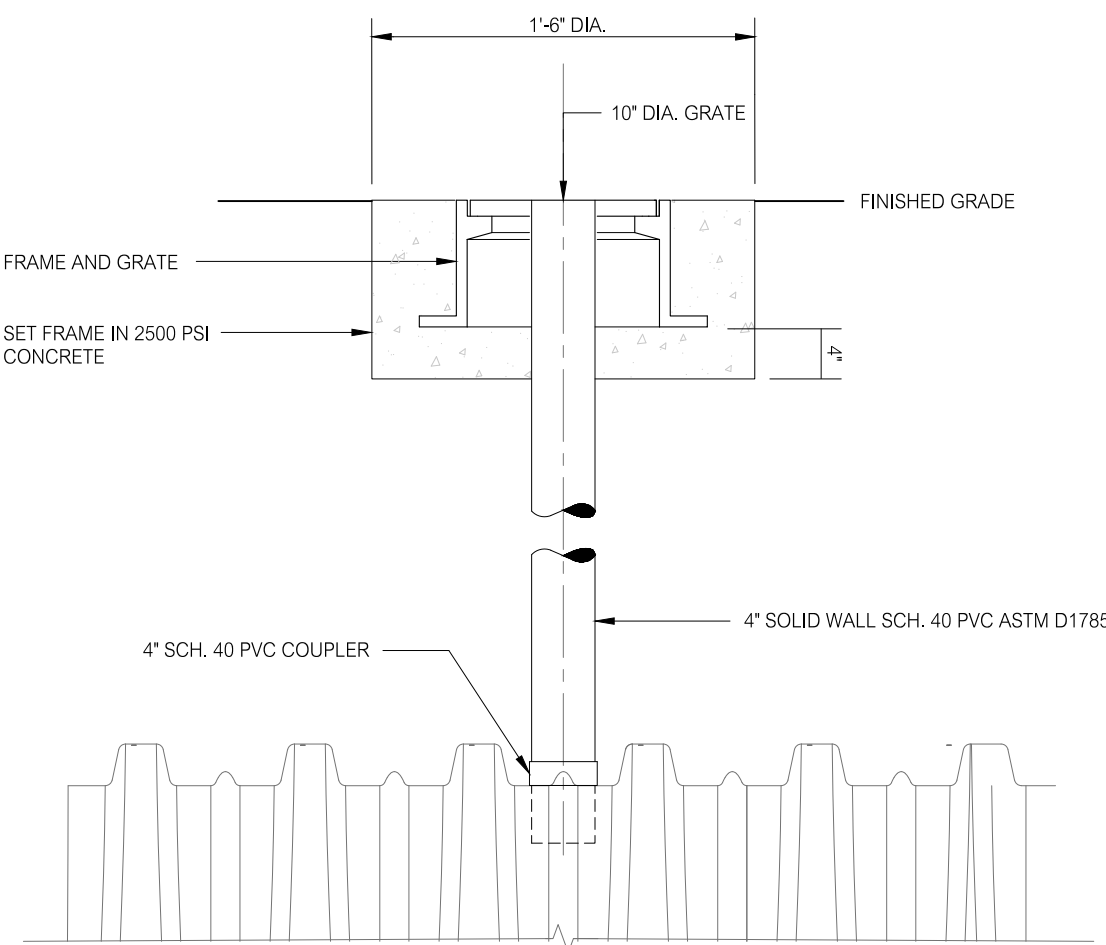 1'-6" DIA.
10" DIA. GRATE
FINISHED GRADE
FRAME AND GRATE
SET FRAME IN 2500 PSI
CONCRETE
4"
4" SOLID WALL SCH. 40 PVC ASTM D1785
4" SCH. 40 PVC COUPLER